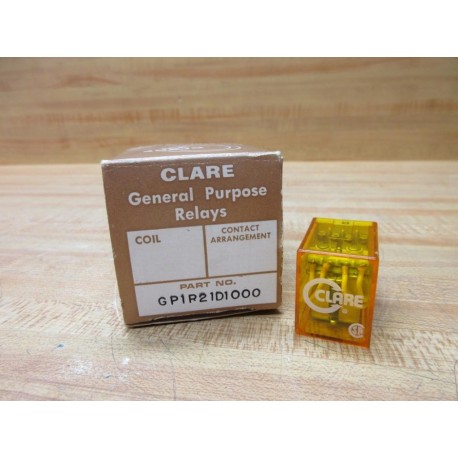 CLARE
General Purpose
Relays
COIL
CONTACT
ARRANGEMENT
PART NO.
GP1R21D1000
CLARE
®